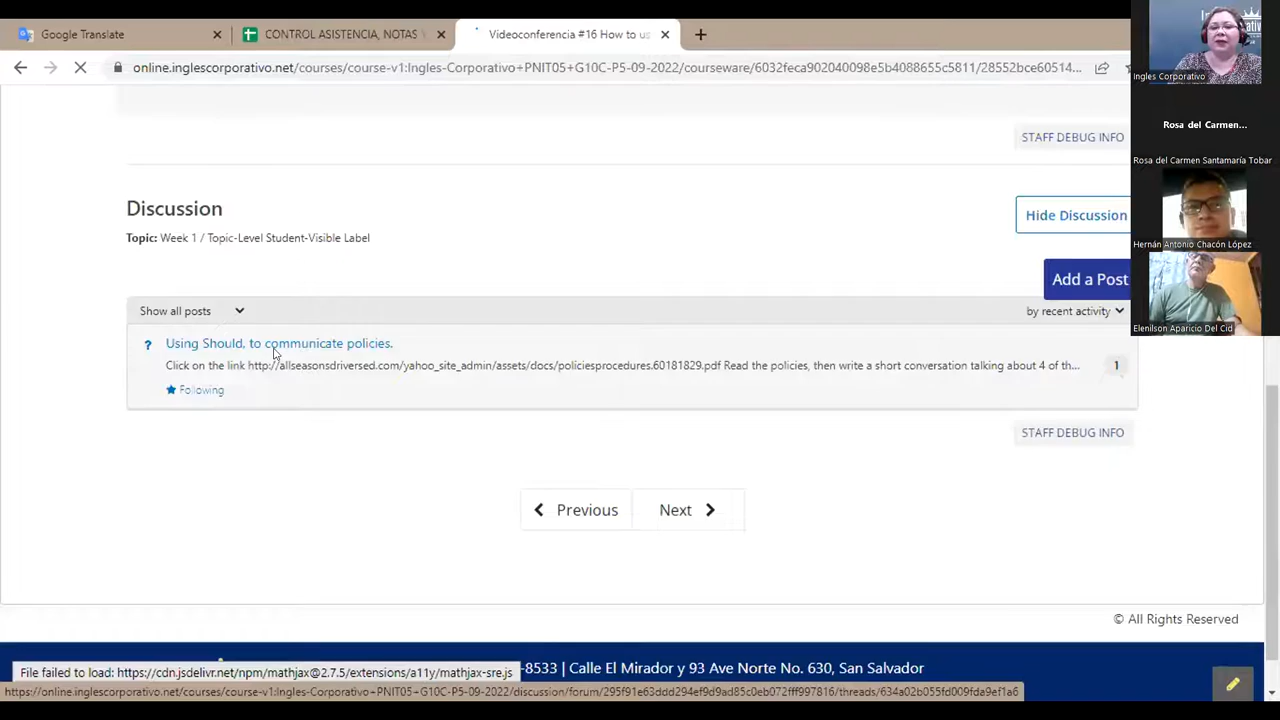 Google Translate
CONTROL ASISTENCIA, NOTAS
Videoconferencia #16 How to us
online.inglescorporativo.net/courses/course-v1:Ingles-Corporativo+PNIT05+G10C-P5-09-2022/courseware/6032feca902040098e5b4088655c5811/28552bce60514...
Ingles Corporativo
Rosa del Carmen...
Rosa del Carmen Santamaría Tobar
Hernán Antonio Chacón López
Elenilson Aparicio Del Cid
STAFF DEBUG INFO
Discussion
Hide Discussion
Topic: Week 1 / Topic-Level Student-Visible Label
Add a Post
Show all posts
by recent activity
? Using Should, to communicate policies.
Click on the link http://allseasonsdriversed.com/yahoo_site_admin/assets/docs/policiesprocedures.60181829.pdf Read the policies, then write a short conversation talking about 4 of th...
1
Following
STAFF DEBUG INFO
Previous
Next
© All Rights Reserved
-8533 | Calle El Mirador y 93 Ave Norte No. 630, San Salvador
File failed to load: https://cdn.jsdelivr.net/npm/mathjax@2.7.5/extensions/a11y/mathjax-sre.js
https://online.inglescorporativo.net/courses/course-v1:Ingles-Corporativo+PNIT05+G10C-P5-09-2022/discussion/forum/295f91e63ddd294ef9d9ad85c0eb072fff997816/threads/634a02b055fd009fda9ef1a6